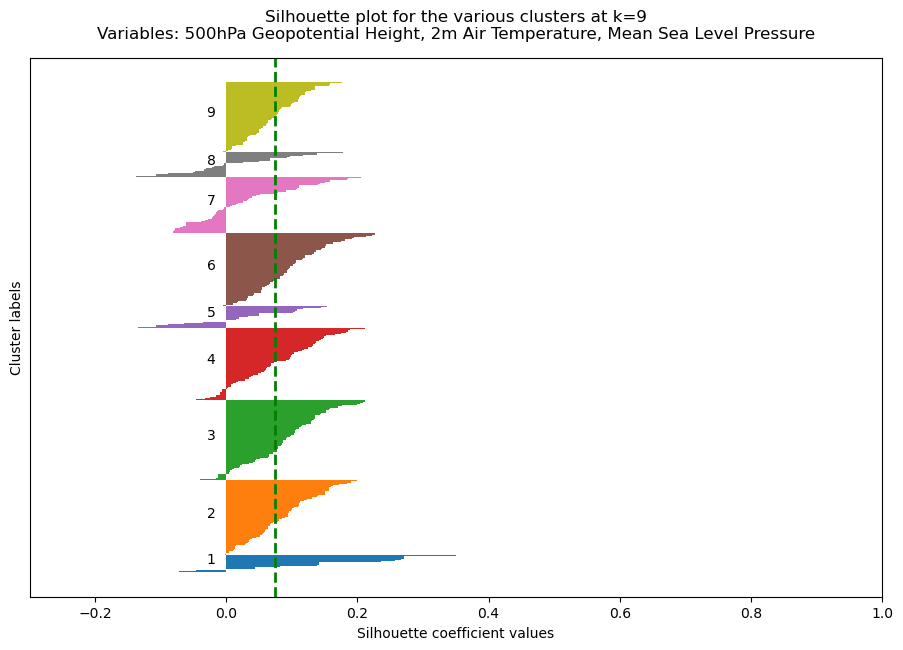 Silhouette plot for the various clusters at k=9
Variables: 500hPa Geopotential Height, 2m Air Temperature, Mean Sea Level Pressure
Cluster labels
9
8
7
6
5
4
3
2
1
−0.2 0.0 0.2 0.4 0.6 0.8 1.0
Silhouette coefficient values